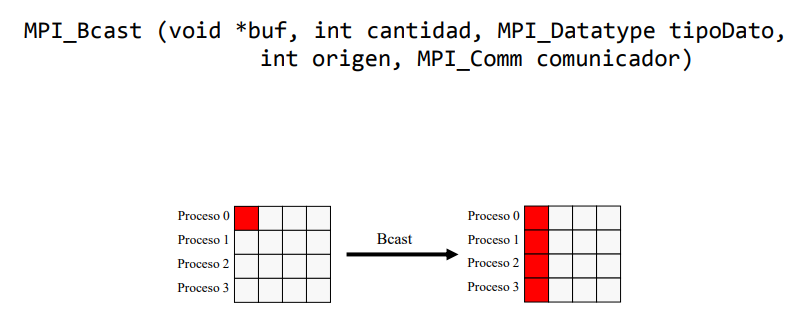 MPI_Bcast (void *buf, int cantidad, MPI_Datatype tipoDato,
int origen, MPI_Comm comunicador)
Proceso 0
Proceso 1
Proceso 2
Proceso 3
Bcast
Proceso 0
Proceso 1
Proceso 2
Proceso 3